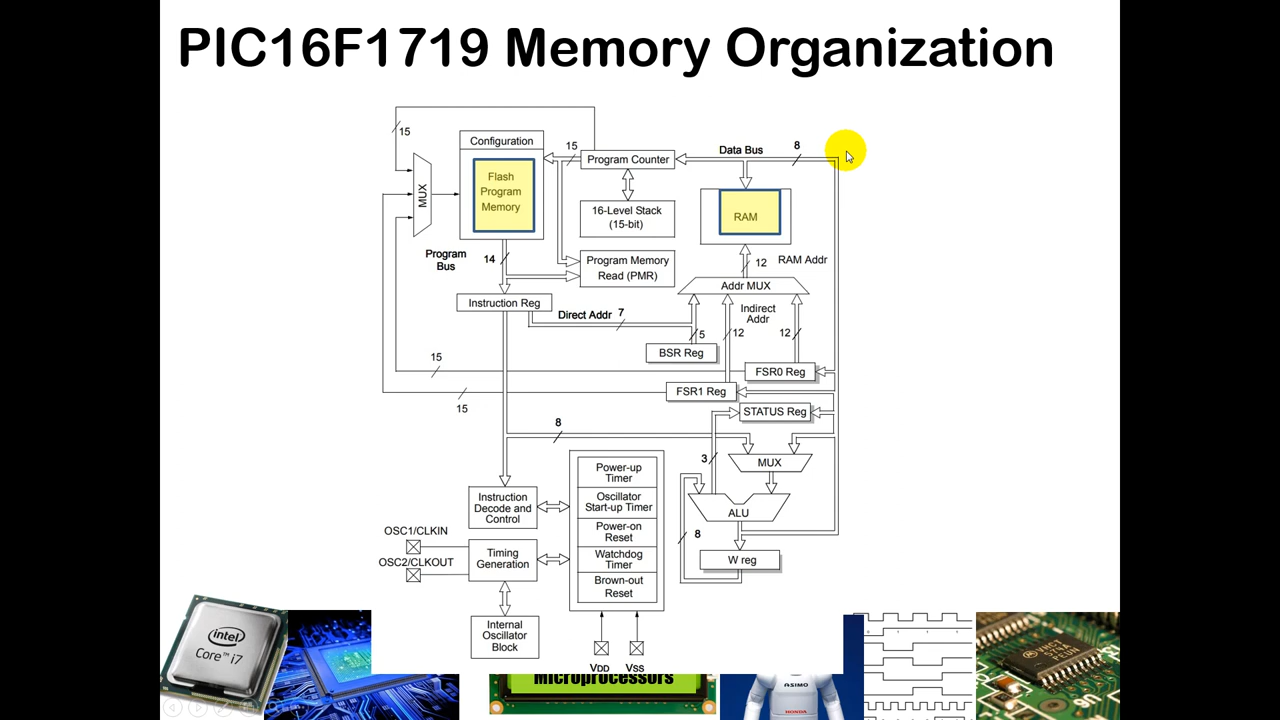 PIC16F1719 Memory Organization
15
Configuration
15
Program Counter
Data Bus
8
Flash
Program
Memory
MUX
16-Level Stack
(15-bit)
RAM
Program
Bus
14
Program Memory
Read (PMR)
12
RAM Addr
Addr MUX
Instruction Reg
Direct Addr
7
Indirect
Addr
5
12
12
BSR Reg
15
FSR0 Reg
FSR1 Reg
15
STATUS Reg
8
3
MUX
Power-up
Timer
Instruction
Decode and
Control
Oscillator
Start-up Timer
ALU
OSC1/CLKIN
Power-on
Reset
8
OSC2/CLKOUT
Timing
Generation
Watchdog
Timer
W reg
Brown-out
Reset
Internal
Oscillator
Block
VDD
VSS
intel
Core™ i7
Microprocessors
ASIMO
HONDA